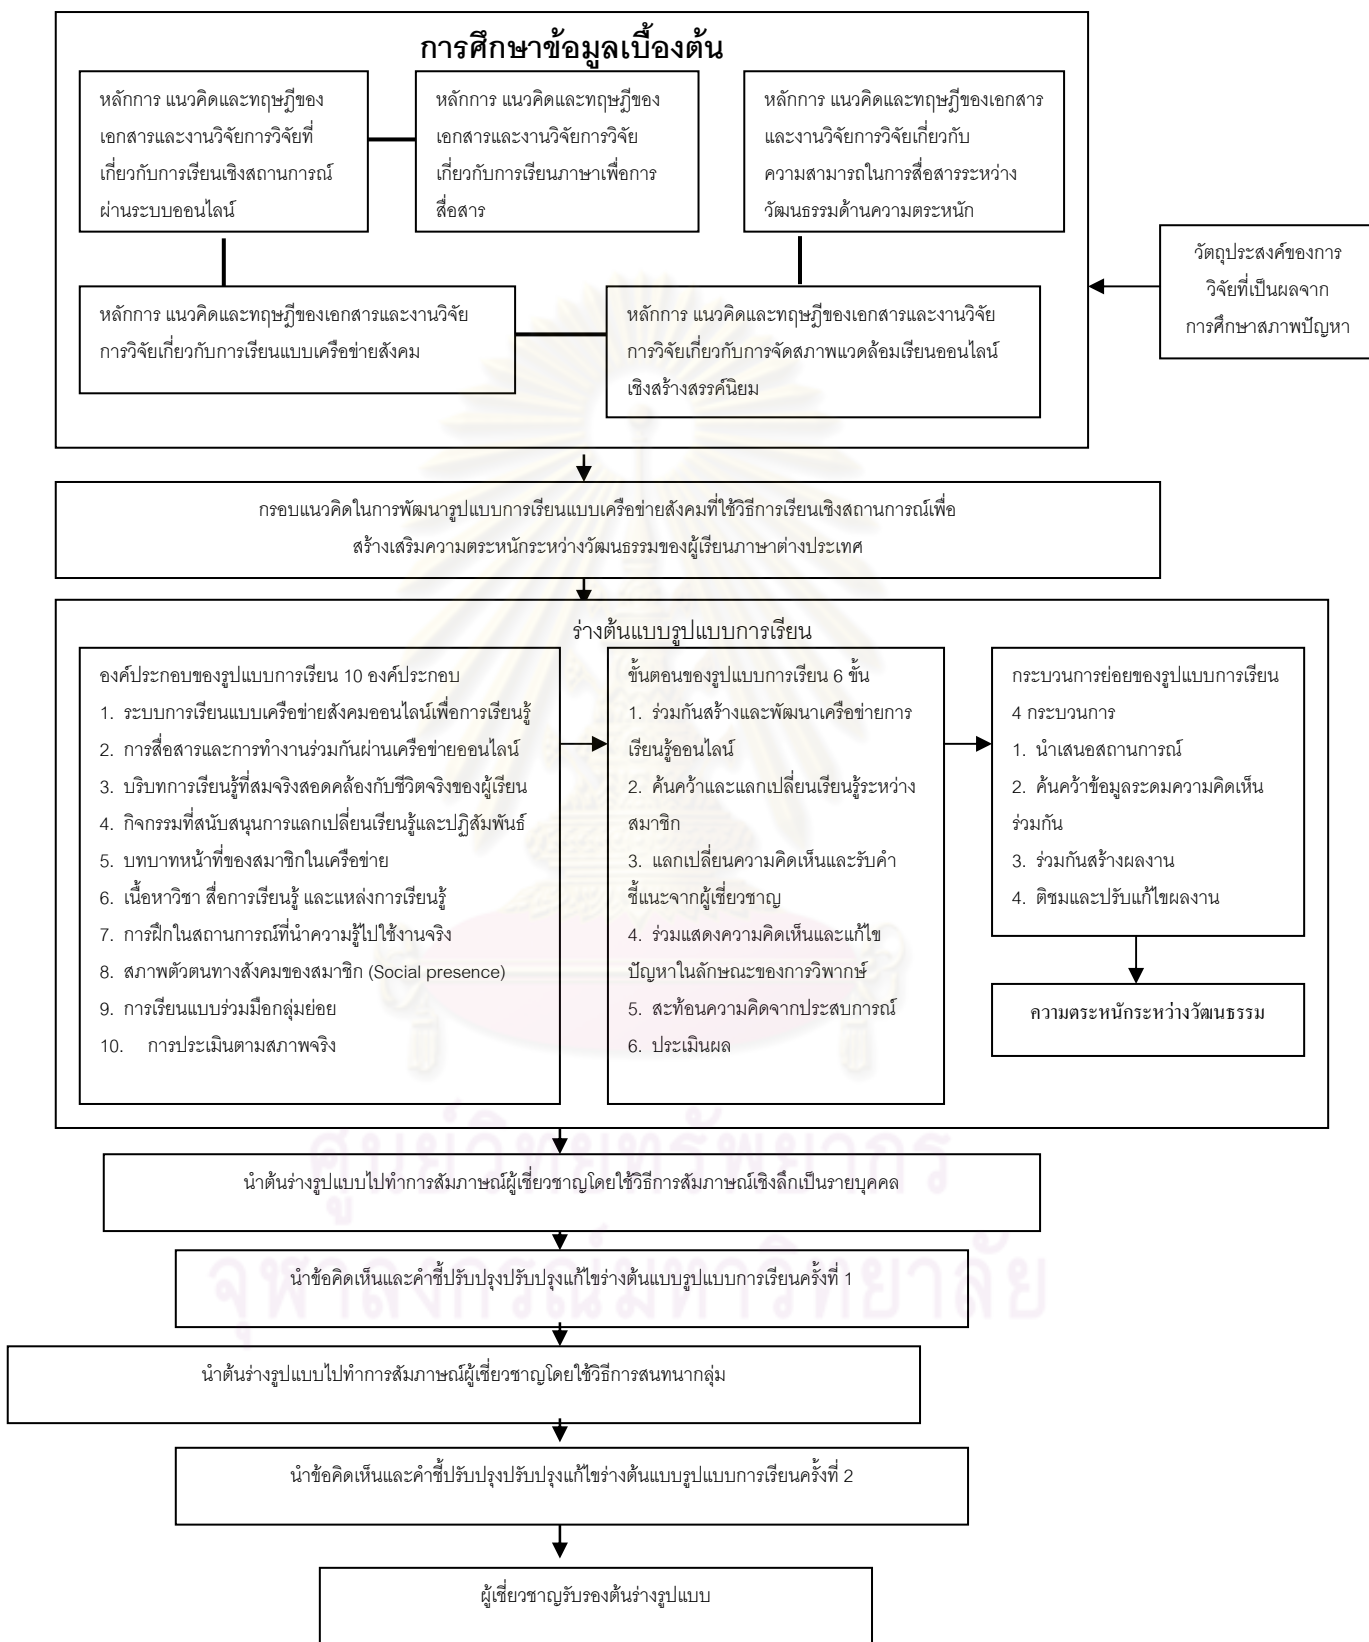 การศึกษาข้อมูลเบื้องต้น
หลักการ แนวคิดและทฤษฎีของ
เอกสารและงานวิจัยการวิจัยที่
เกี่ยวกับการเรียนเชิงสถานการณ์
ผ่านระบบออนไลน์
หลักการ แนวคิดและทฤษฎีของ
เอกสารและงานวิจัยการวิจัย
เกี่ยวกับการเรียนภาษาเพื่อการ
สื่อสาร
หลักการ แนวคิดและทฤษฎีของเอกสาร
และงานวิจัยการวิจัยเกี่ยวกับ
ความสามารถในการสื่อสารระหว่าง
วัฒนธรรมด้านความตระหนัก
วัตถุประสงค์ของการ
วิจัยที่เป็นผลจาก
การศึกษาสภาพปัญหา
หลักการ แนวคิดและทฤษฎีของเอกสารและงานวิจัย
การวิจัยเกี่ยวกับการเรียนแบบเครือข่ายสังคม
หลักการ แนวคิดและทฤษฎีของเอกสารและงานวิจัย
การวิจัยเกี่ยวกับการจัดสภาพแวดล้อมเรียนออนไลน์
เชิงสร้างสรรค์นิยม
กรอบแนวคิดในการพัฒนารูปแบบการเรียนแบบเครือข่ายสังคมที่ใช้วิธีการเรียนเชิงสถานการณ์เพื่อ
สร้างเสริมความตระหนักระหว่างวัฒนธรรมของผู้เรียนภาษาต่างประเทศ
ร่างต้นแบบรูปแบบการเรียน
องค์ประกอบของรูปแบบการเรียน 10 องค์ประกอบ
1. ระบบการเรียนแบบเครือข่ายสังคมออนไลน์เพื่อการเรียนรู้
2. การสื่อสารและการทำงานร่วมกันผ่านเครือข่ายออนไลน์
3. บริบทการเรียนรู้ที่สมจริงสอดคล้องกับชีวิตจริงของผู้เรียน
4. กิจกรรมที่สนับสนุนการแลกเปลี่ยนเรียนรู้และปฏิสัมพันธ์
5. บทบาทหน้าที่ของสมาชิกในเครือข่าย
6. เนื้อหาวิชา สื่อการเรียนรู้ และแหล่งการเรียนรู้
7. การฝึกในสถานการณ์ที่นำความรู้ไปใช้งานจริง
8. สภาพตัวตนทางสังคมของสมาชิก (Social presence)
9. การเรียนแบบร่วมมือกลุ่มย่อย
10. การประเมินตามสภาพจริง
ขั้นตอนของรูปแบบการเรียน 6 ขั้น
1. ร่วมกันสร้างและพัฒนาเครือข่ายการ
เรียนรู้ออนไลน์
2. ค้นคว้าและแลกเปลี่ยนเรียนรู้ระหว่าง
สมาชิก
3. แลกเปลี่ยนความคิดเห็นและรับคำ
ชี้แนะจากผู้เชี่ยวชาญ
4. ร่วมแสดงความคิดเห็นและแก้ไข
ปัญหาในลักษณะของการวิพากษ์
5. สะท้อนความคิดจากประสบการณ์
6. ประเมินผล
กระบวนการย่อยของรูปแบบการเรียน
4 กระบวนการ
1. นำเสนอสถานการณ์
2. ค้นคว้าข้อมูลระดมความคิดเห็น
ร่วมกัน
3. ร่วมกันสร้างผลงาน
4. ติชมและปรับแก้ไขผลงาน
ความตระหนักระหว่างวัฒนธรรม
ศูนย์วิทยทรัพยากร
นำต้นร่างรูปแบบไปทำการสัมภาษณ์ผู้เชี่ยวชาญโดยใช้วิธีการสัมภาษณ์เชิงลึกเป็นรายบุคคล
จุฬาลงกรณ์มหาวิทยาลัย
นำข้อคิดเห็นและคำชี้ปรับปรุงปรับปรุงแก้ไขร่างต้นแบบรูปแบบการเรียนครั้งที่ 1
นำต้นร่างรูปแบบไปทำการสัมภาษณ์ผู้เชี่ยวชาญโดยใช้วิธีการสนทนากลุ่ม
นำข้อคิดเห็นและคำชี้ปรับปรุงปรับปรุงแก้ไขร่างต้นแบบรูปแบบการเรียนครั้งที่ 2
ผู้เชี่ยวชาญรับรองต้นร่างรูปแบบ